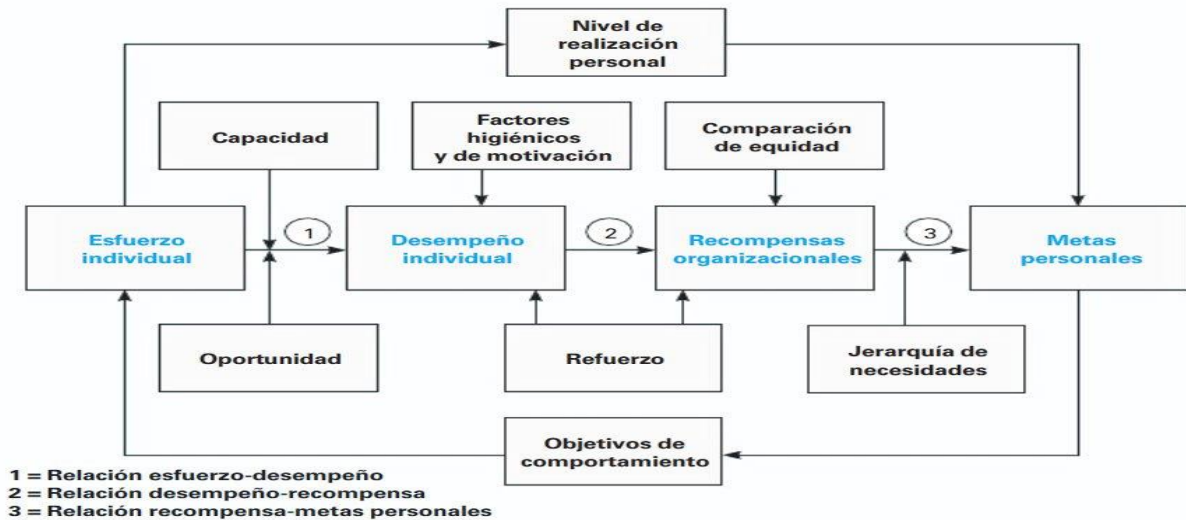 Nivel de
realización
personal
Capacidad
Factores
higiénicos
y de motivación
Comparación
de equidad
Esfuerzo
individual
1
Desempeño
individual
2
Recompensas
organizacionales
3
Metas
personales
Oportunidad
Refuerzo
Jerarquía de
necesidades
Objetivos de
comportamiento
1 = Relación esfuerzo-desempeño
2 = Relación desempeño-recompensa
3 = Relación recompensa-metas personales